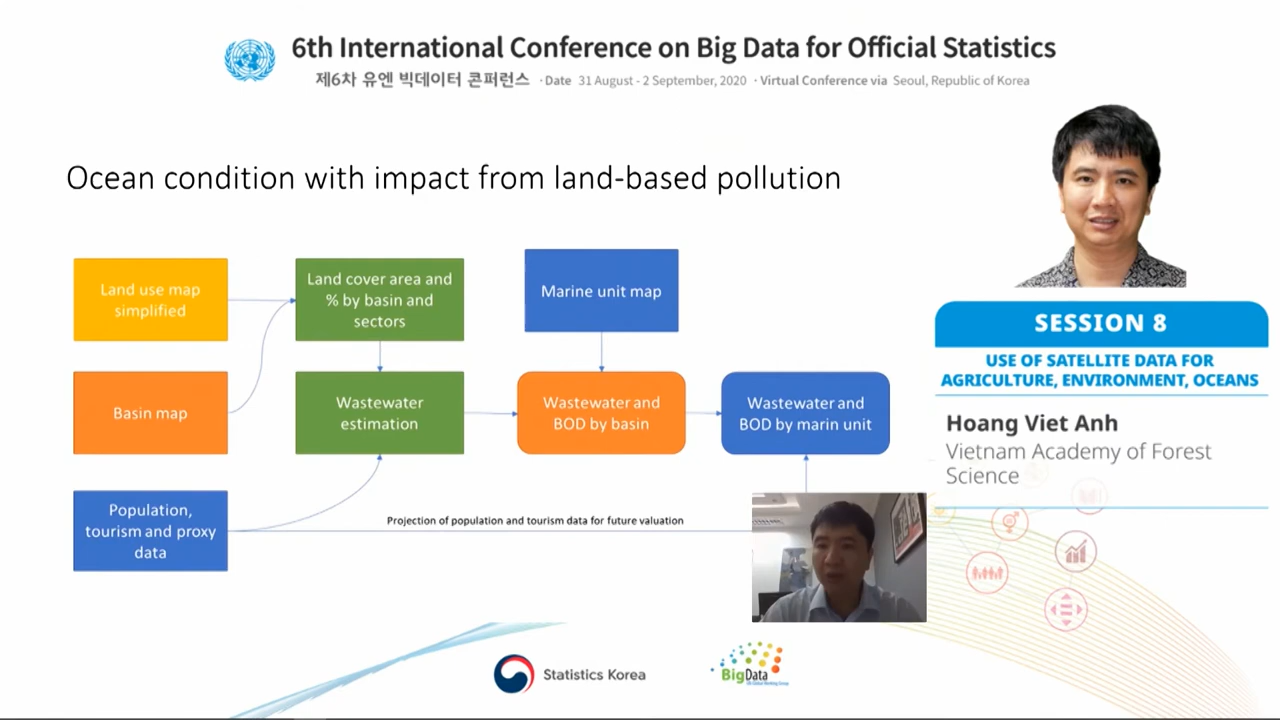 6th International Conference on Big Data for Official Statistics
제6차 유엔 빅데이터 콘퍼런스 · Date 31 August - 2 September, 2020 · Virtual Conference via Seoul, Republic of Korea
Ocean condition with impact from land-based pollution
Land use map
simplified
Land cover area and
% by basin and
sectors
Marine unit map
Basin map
Wastewater
estimation
Wastewater and
BOD by basin
Wastewater and
BOD by marin unit
Population,
tourism and proxy
data
Projection of population and tourism data for future valuation
SESSION 8
USE OF SATELLITE DATA FOR
AGRICULTURE, ENVIRONMENT, OCEANS
Hoang Viet Anh
Vietnam Academy of Forest
Science
Statistics Korea
BigData
UN Global Working Group